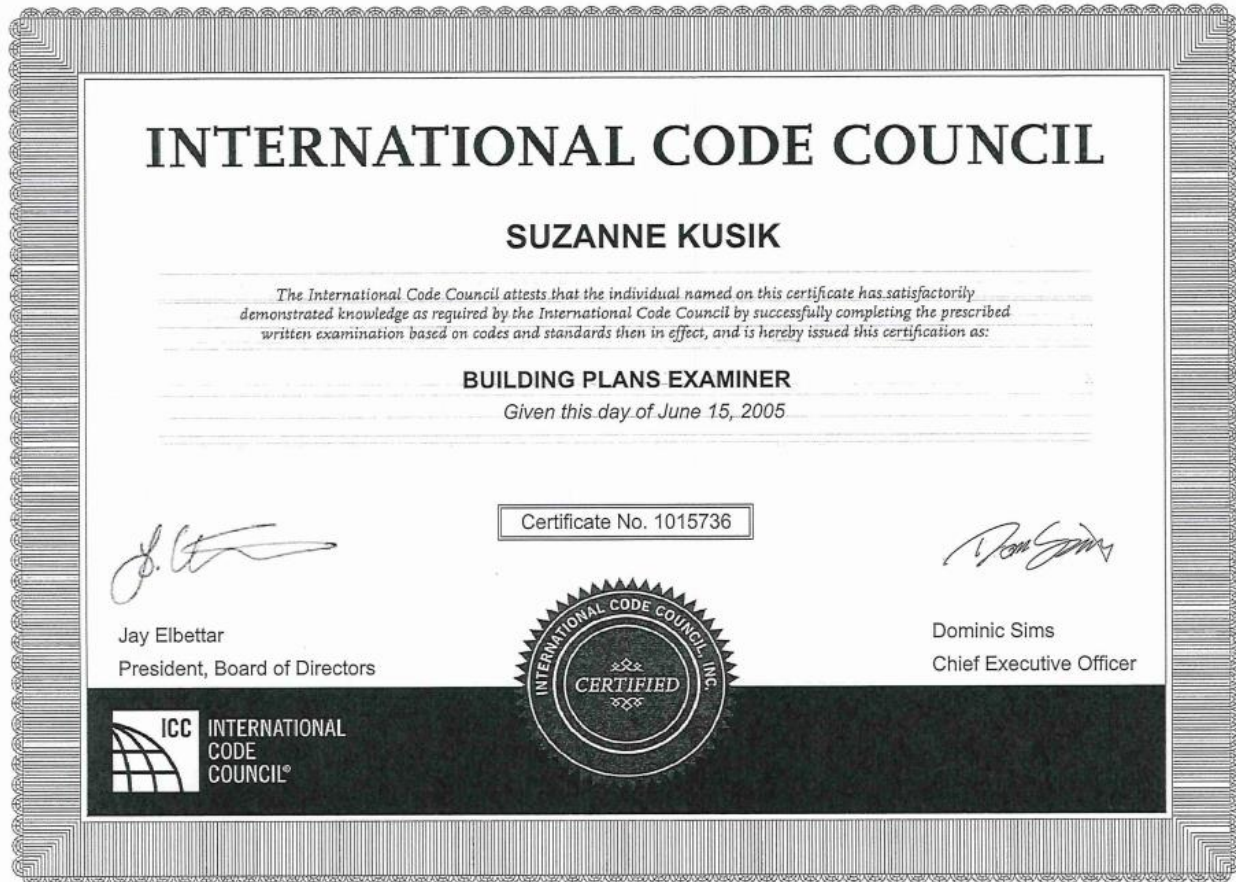 INTERNATIONAL CODE COUNCIL
SUZANNE KUSIK
The International Code Council attests that the individual named on this certificate has satisfactorily
demonstrated knowledge as required by the International Code Council by successfully completing the prescribed
written examination based on codes and standards then in effect, and is hereby issued this certification as:
BUILDING PLANS EXAMINER
Given this day of June 15, 2005
Certificate No. 1015736
Jay Elbettar
President, Board of Directors
Dominic Sims
Chief Executive Officer
INTERNATIONAL CODE COUNCIL, INC.
CERTIFIED
ICC
INTERNATIONAL
CODE
COUNCIL®